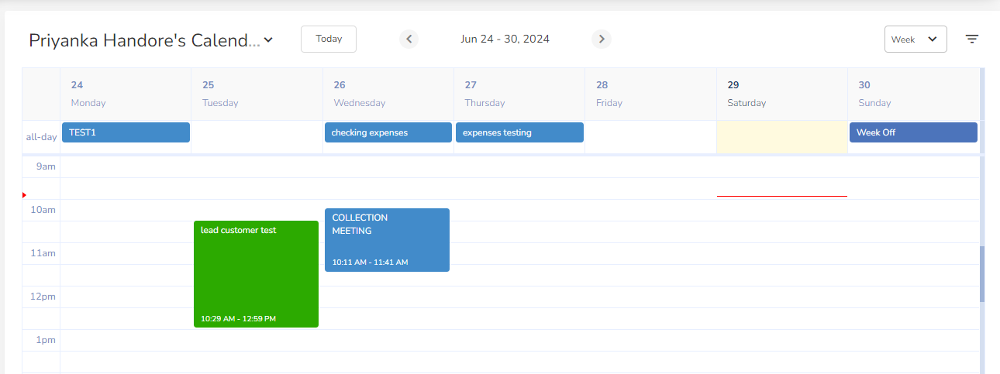 Priyanka Handore's Calend...
Today
Jun 24 - 30, 2024
Week
24
Monday
25
Tuesday
26
Wednesday
27
Thursday
28
Friday
29
Saturday
30
Sunday
all-day
TEST1
checking expenses
expenses testing
Week Off
9am
10am
11am
12pm
1pm
lead customer test
10:29 AM - 12:59 PM
COLLECTION
MEETING
10:11 AM - 11:41 AM